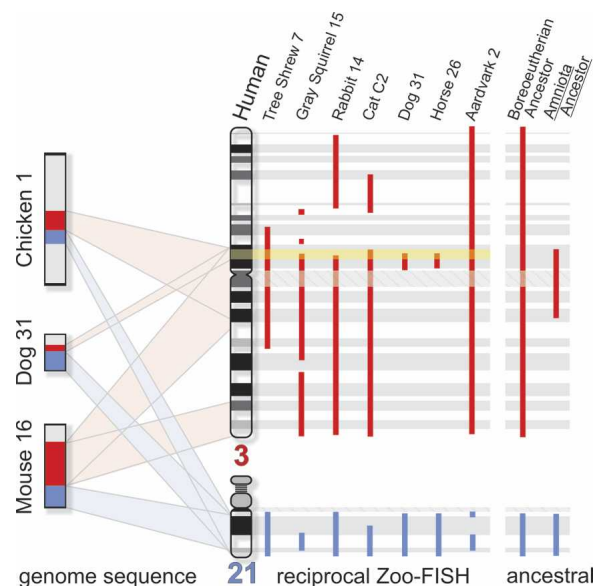 Human
Tree Shrew 7
Gray Squirrel 15
Rabbit 14
Cat C2
Dog 31
Horse 26
Aardvark 2
Boreoeutherian
Ancestor
Amniota
Ancestor
Chicken 1
Dog 31
Mouse 16
3
21
genome sequence
reciprocal Zoo-FISH
ancestral